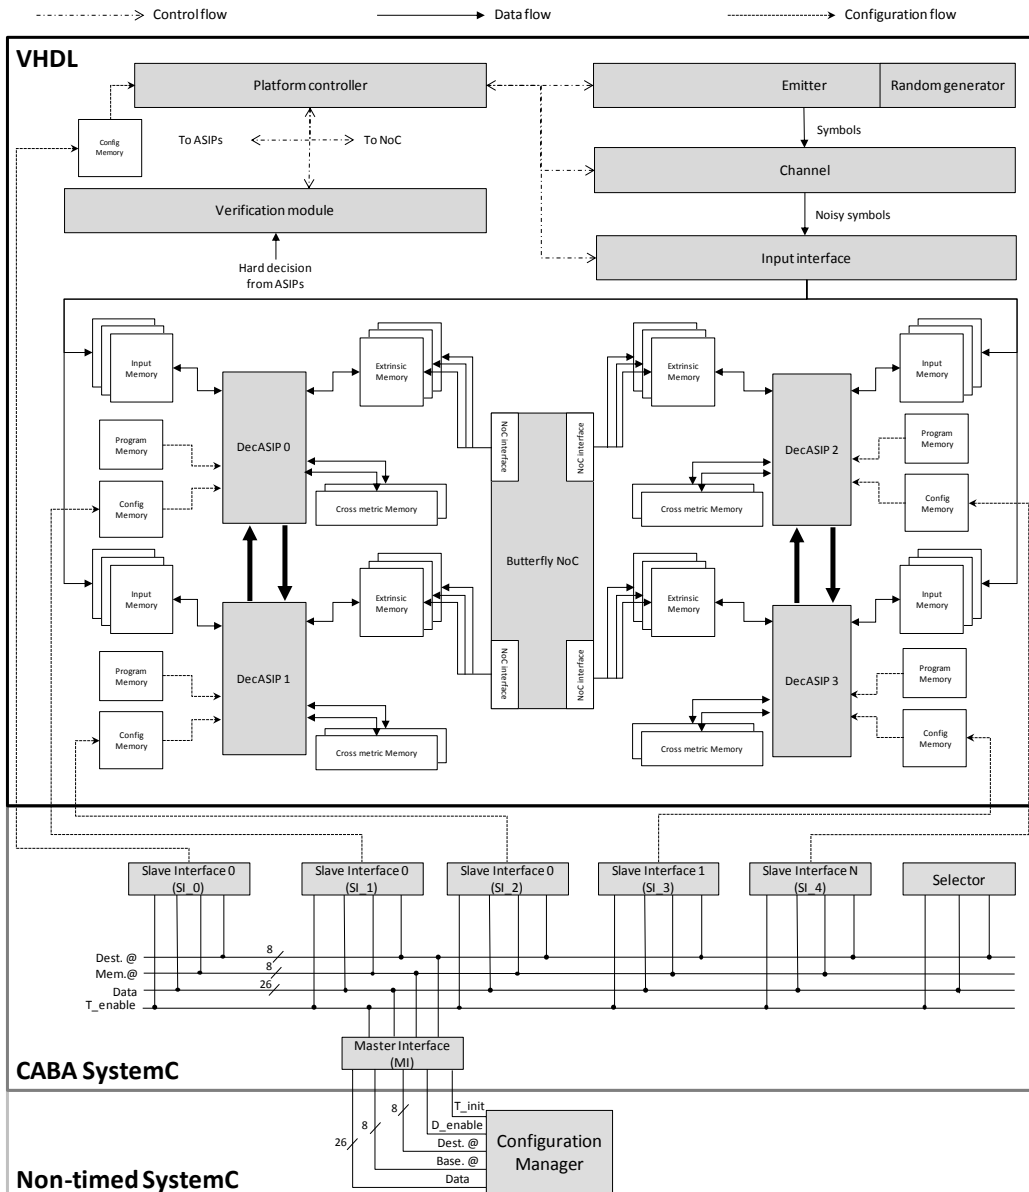 Control flow
Data flow
Configuration flow
VHDL
Platform controller
Emitter
Random generator
Config
Memory
To ASIPs
To NoC
Symbols
Channel
Verification module
Noisy symbols
Hard decision
from ASIPs
Input interface
Input
Memory
Extrinsic
Memory
Extrinsic
Memory
Input
Memory
DecASIP 0
NoC interface
NoC interface
DecASIP 2
Program
Memory
Program
Memory
Config
Memory
Cross metric Memory
Cross metric Memory
Config
Memory
Butterfly NoC
Input
Memory
Extrinsic
Memory
Extrinsic
Memory
Input
Memory
DecASIP 1
NoC interface
NoC interface
DecASIP 3
Program
Memory
Program
Memory
Config
Memory
Cross metric Memory
Cross metric Memory
Config
Memory
Slave Interface 0
(SI_0)
Slave Interface 0
(SI_1)
Slave Interface 0
(SI_2)
Slave Interface 1
(SI_3)
Slave Interface N
(SI_4)
Selector
Dest. @
8
Mem.@
8
Data
26
T_enable
Master Interface
(MI)
CABA SystemC
T_init
8
D_enable
8
Dest. @
26
Base. @
Data
Configuration
Manager
Non-timed SystemC